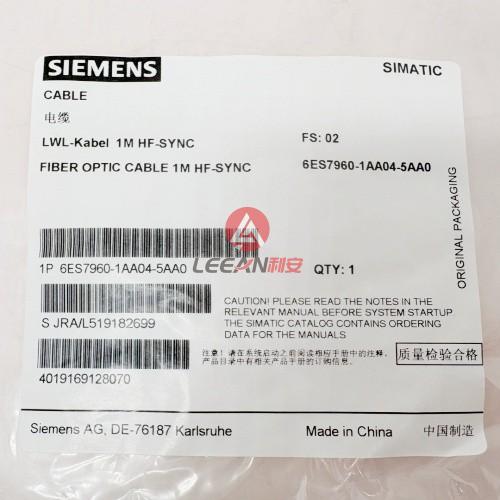 SIEMENS
SIMATIC
CABLE
电缆
LWL-Kabel 1M HF-SYNC
FS: 02
FIBER OPTIC CABLE 1M HF-SYNC
6ES7960-1AA04-5AA0
ORIGINAL PACKAGING
LEEAN利安
1P 6ES7960-1AA04-5AA0
QTY: 1
S JRA/L519182699
CAUTION! PLEASE READ THE NOTES IN THE
RELEVANT MANUAL BEFORE SYSTEM STARTUP
THE SIMATIC CATALOG CONTAINS ORDERING
DATA FOR THE MANUALS
注意！请在系统启动之前阅读相应手册中的注释。
产品目录中有相关产品手册的订购信息。
质量检验合格
4019169128070
Siemens AG, DE-76187 Karlsruhe
Made in China
中国制造